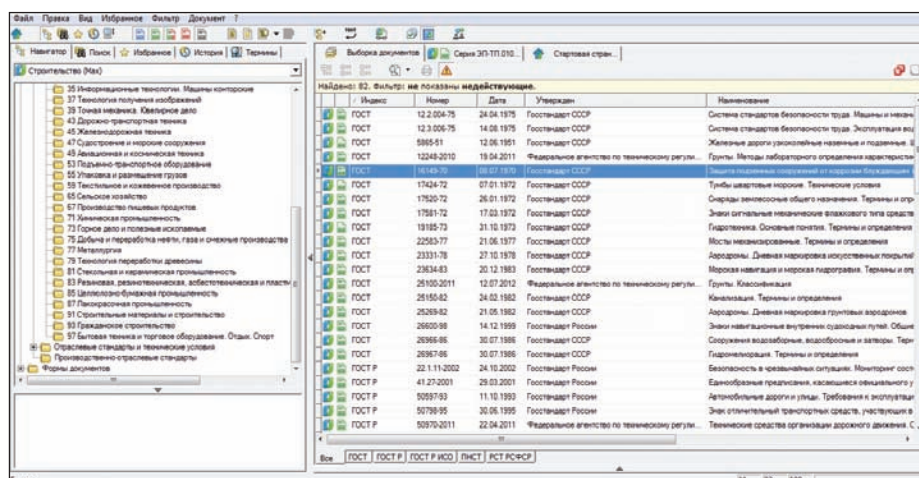 Файл Правка Вид Избранное Фильтр Документ ?
Навигатор Поиск Избранное История Термины
Выборка документов Серия ЭП-ТП.010... Стартовая стран...
Строительство (Max)
Найдено: 82. Фильтр: не показаны недействующие.
35 Информационные технологии. Машины конторские
37 Технология получения изображений
39 Точная механика. Ювелирное дело
43 Дорожно-транспортная техника
45 Железнодорожная техника
47 Судостроение и морские сооружения
49 Авиационная и космическая техника
53 Подъемно-транспортное оборудование
55 Упаковка и размещение грузов
59 Текстильное и кожевенное производство
65 Сельское хозяйство
67 Производство пищевых продуктов
71 Химическая промышленность
73 Горное дело и полезные ископаемые
75 Добыча и переработка нефти, газа и смежные производства
77 Металлургия
79 Технология переработки древесины
81 Стекольная и керамическая промышленность
83 Резиновая, резинотехническая, асбестотехническая и пластм
85 Целлюлозно-бумажная промышленность
87 Лакокрасочная промышленность
91 Строительные материалы и строительство
93 Гражданское строительство
97 Бытовая техника и торговое оборудование. Отдых. Спорт
Отраслевые стандарты и технические условия
Производственно-отраслевые стандарты
Формы документов
Индекс Номер Дата Утвержден Наименование
ГОСТ 12.2.004-75 24.04.1975 Госстандарт СССР Система стандартов безопасности труда. Машины и механи
ГОСТ 12.3.006-75 14.08.1975 Госстандарт СССР Система стандартов безопасности труда. Эксплуатация вод
ГОСТ 5865-51 12.06.1951 Госстандарт СССР Железные дороги узкоколейные наземные и подземные.
ГОСТ 12248-2010 19.04.2011 Федеральное агентство по техническому регули... Грунты. Методы лабораторного определения характеристик
ГОСТ 16149-70 08.07.1970 Госстандарт СССР Защита подземных сооружений от коррозии блуждающим
ГОСТ 17424-72 07.01.1972 Госстандарт СССР Тумбы швартовные морские. Технические условия
ГОСТ 17520-72 26.01.1972 Госстандарт СССР Снаряды землесосные общего назначения. Термины и опр
ГОСТ 17581-72 17.03.1972 Госстандарт СССР Знаки сигнальные механические флажкового типа средств
ГОСТ 19185-73 31.10.1973 Госстандарт СССР Гидротехника. Основные понятия. Термины и определения
ГОСТ 22583-77 21.06.1977 Госстандарт СССР Мосты механизированные. Термины и определения
ГОСТ 23331-78 27.10.1978 Госстандарт СССР Аэродромы. Дневная маркировка искусственных покрытий
ГОСТ 23634-83 20.12.1983 Госстандарт СССР Морская навигация и морская гидрография. Термины и оп
ГОСТ 25100-2011 12.07.2012 Федеральное агентство по техническому регули... Грунты. Классификация
ГОСТ 25150-82 24.02.1982 Госстандарт СССР Канализация. Термины и определения
ГОСТ 25269-82 21.05.1982 Госстандарт СССР Аэродромы. Дневная маркировка грунтовых аэродромов
ГОСТ 26600-98 14.12.1999 Госстандарт России Знаки навигационные внутренних судоходных путей. Общие
ГОСТ 26966-86 30.07.1986 Госстандарт СССР Сооружения водозаборные, водосбросные и затворы. Терм
ГОСТ 26967-86 30.07.1986 Госстандарт СССР Гидромелиорация. Термины и определения
ГОСТ Р 22.1.11-2002 24.10.2002 Госстандарт России Безопасность в чрезвычайных ситуациях. Мониторинг сост
ГОСТ Р 41.27-2001 29.03.2001 Госстандарт России Единообразные предписания, касающиеся официального у
ГОСТ Р 50597-93 11.10.1993 Госстандарт России Автомобильные дороги и улицы. Требования к эксплуатаци
ГОСТ Р 50798-95 30.06.1995 Госстандарт России Знак отличительный транспортных средств, участвующих в
ГОСТ Р 50970-2011 22.04.2011 Федеральное агентство по техническому регули... Технические средства организации дорожного движения. С
Все ГОСТ ГОСТ Р ГОСТ Р ИСО ПНСТ РСТ РСФСР